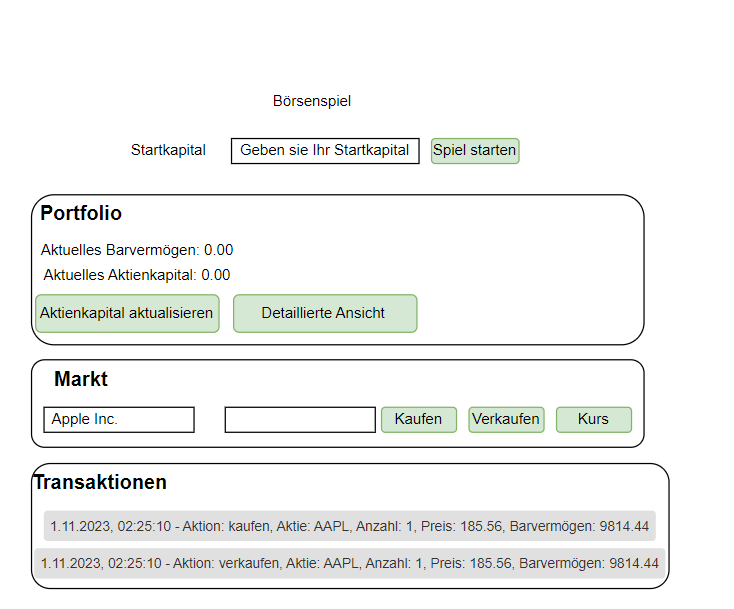 Börsenspiel
Startkapital Geben sie Ihr Startkapital Spiel starten
Portfolio
Aktuelles Barvermögen: 0.00
Aktuelles Aktienkapital: 0.00
Aktienkapital aktualisieren Detaillierte Ansicht
Markt
Apple Inc. Kaufen Verkaufen Kurs
Transaktionen
1.11.2023, 02:25:10 - Aktion: kaufen, Aktie: AAPL, Anzahl: 1, Preis: 185.56, Barvermögen: 9814.44
1.11.2023, 02:25:10 - Aktion: verkaufen, Aktie: AAPL, Anzahl: 1, Preis: 185.56, Barvermögen: 9814.44